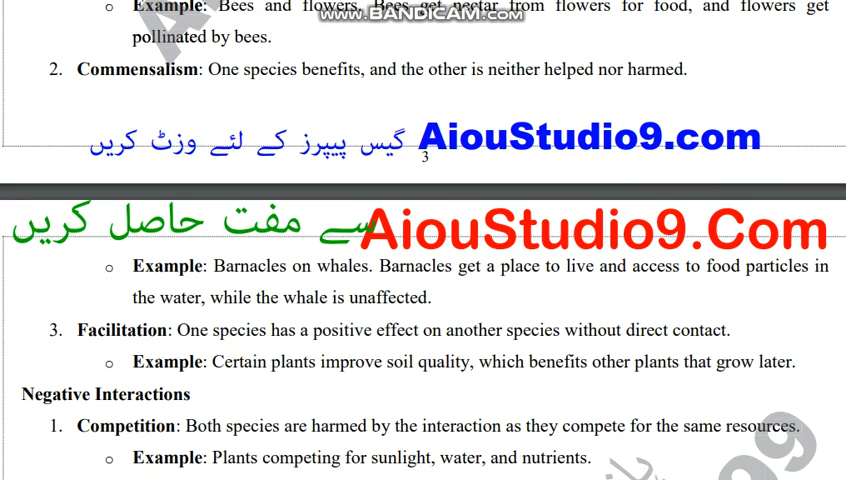 www.BANDICAM.com
o Example: Bees and flowers. Bees get nectar from flowers for food, and flowers get
pollinated by bees.
2. Commensalism: One species benefits, and the other is neither helped nor harmed.
گیس پیپرز کے لئے وزٹ کریں AiouStudio9.com
3
سے مفت حاصل کریں AiouStudio9.Com
o Example: Barnacles on whales. Barnacles get a place to live and access to food particles in
the water, while the whale is unaffected.
3. Facilitation: One species has a positive effect on another species without direct contact.
o Example: Certain plants improve soil quality, which benefits other plants that grow later.
Negative Interactions
1. Competition: Both species are harmed by the interaction as they compete for the same resources.
o Example: Plants competing for sunlight, water, and nutrients.